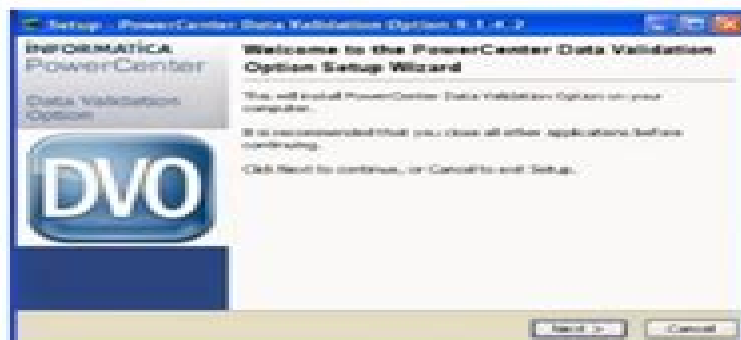 Setup - PowerCenter Data Validation Option 9.1.4.2
INFORMATICA
PowerCenter
Data Validation
Option
DVO
Welcome to the PowerCenter Data Validation
Option Setup Wizard
This will install PowerCenter Data Validation Option on your
computer.
It is recommended that you close all other applications before
continuing.
Click Next to continue, or Cancel to exit Setup.
Next >
Cancel